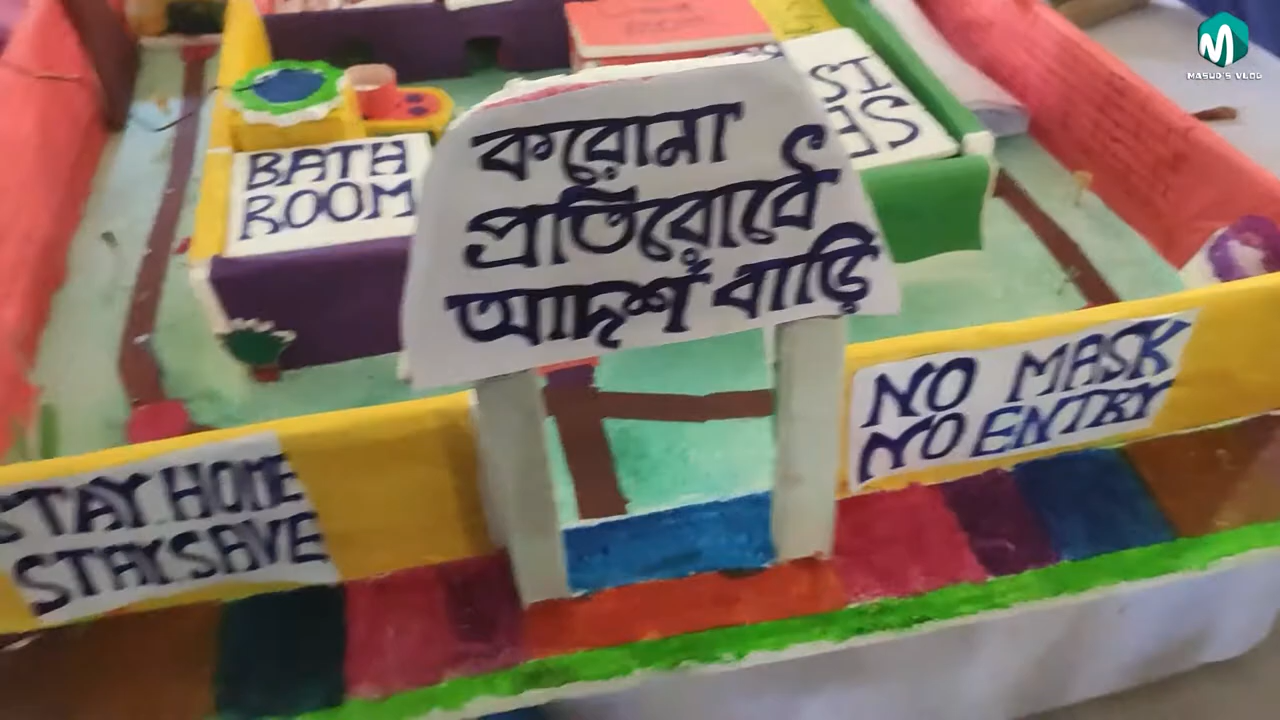 MASUD'S VLOG
করোনা
প্রতিরোধে
আদর্শ বাড়ি
BATH
ROOM
NO MASK
NO ENTRY
STAY HOME
STAY SAVE